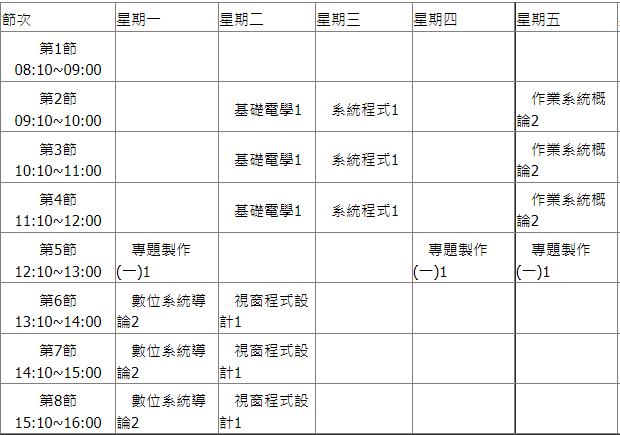 節次 星期一 星期二 星期三 星期四 星期五
第1節
08:10~09:00
第2節 基礎電學1 系統程式1 作業系統概
09:10~10:00 論2
第3節 基礎電學1 系統程式1 作業系統概
10:10~11:00 論2
第4節 基礎電學1 系統程式1 作業系統概
11:10~12:00 論2
第5節 專題製作 專題製作 專題製作
12:10~13:00 (一)1 (一)1 (一)1
第6節 數位系統導 視窗程式設
13:10~14:00 論2 計1
第7節 數位系統導 視窗程式設
14:10~15:00 論2 計1
第8節 數位系統導 視窗程式設
15:10~16:00 論2 計1